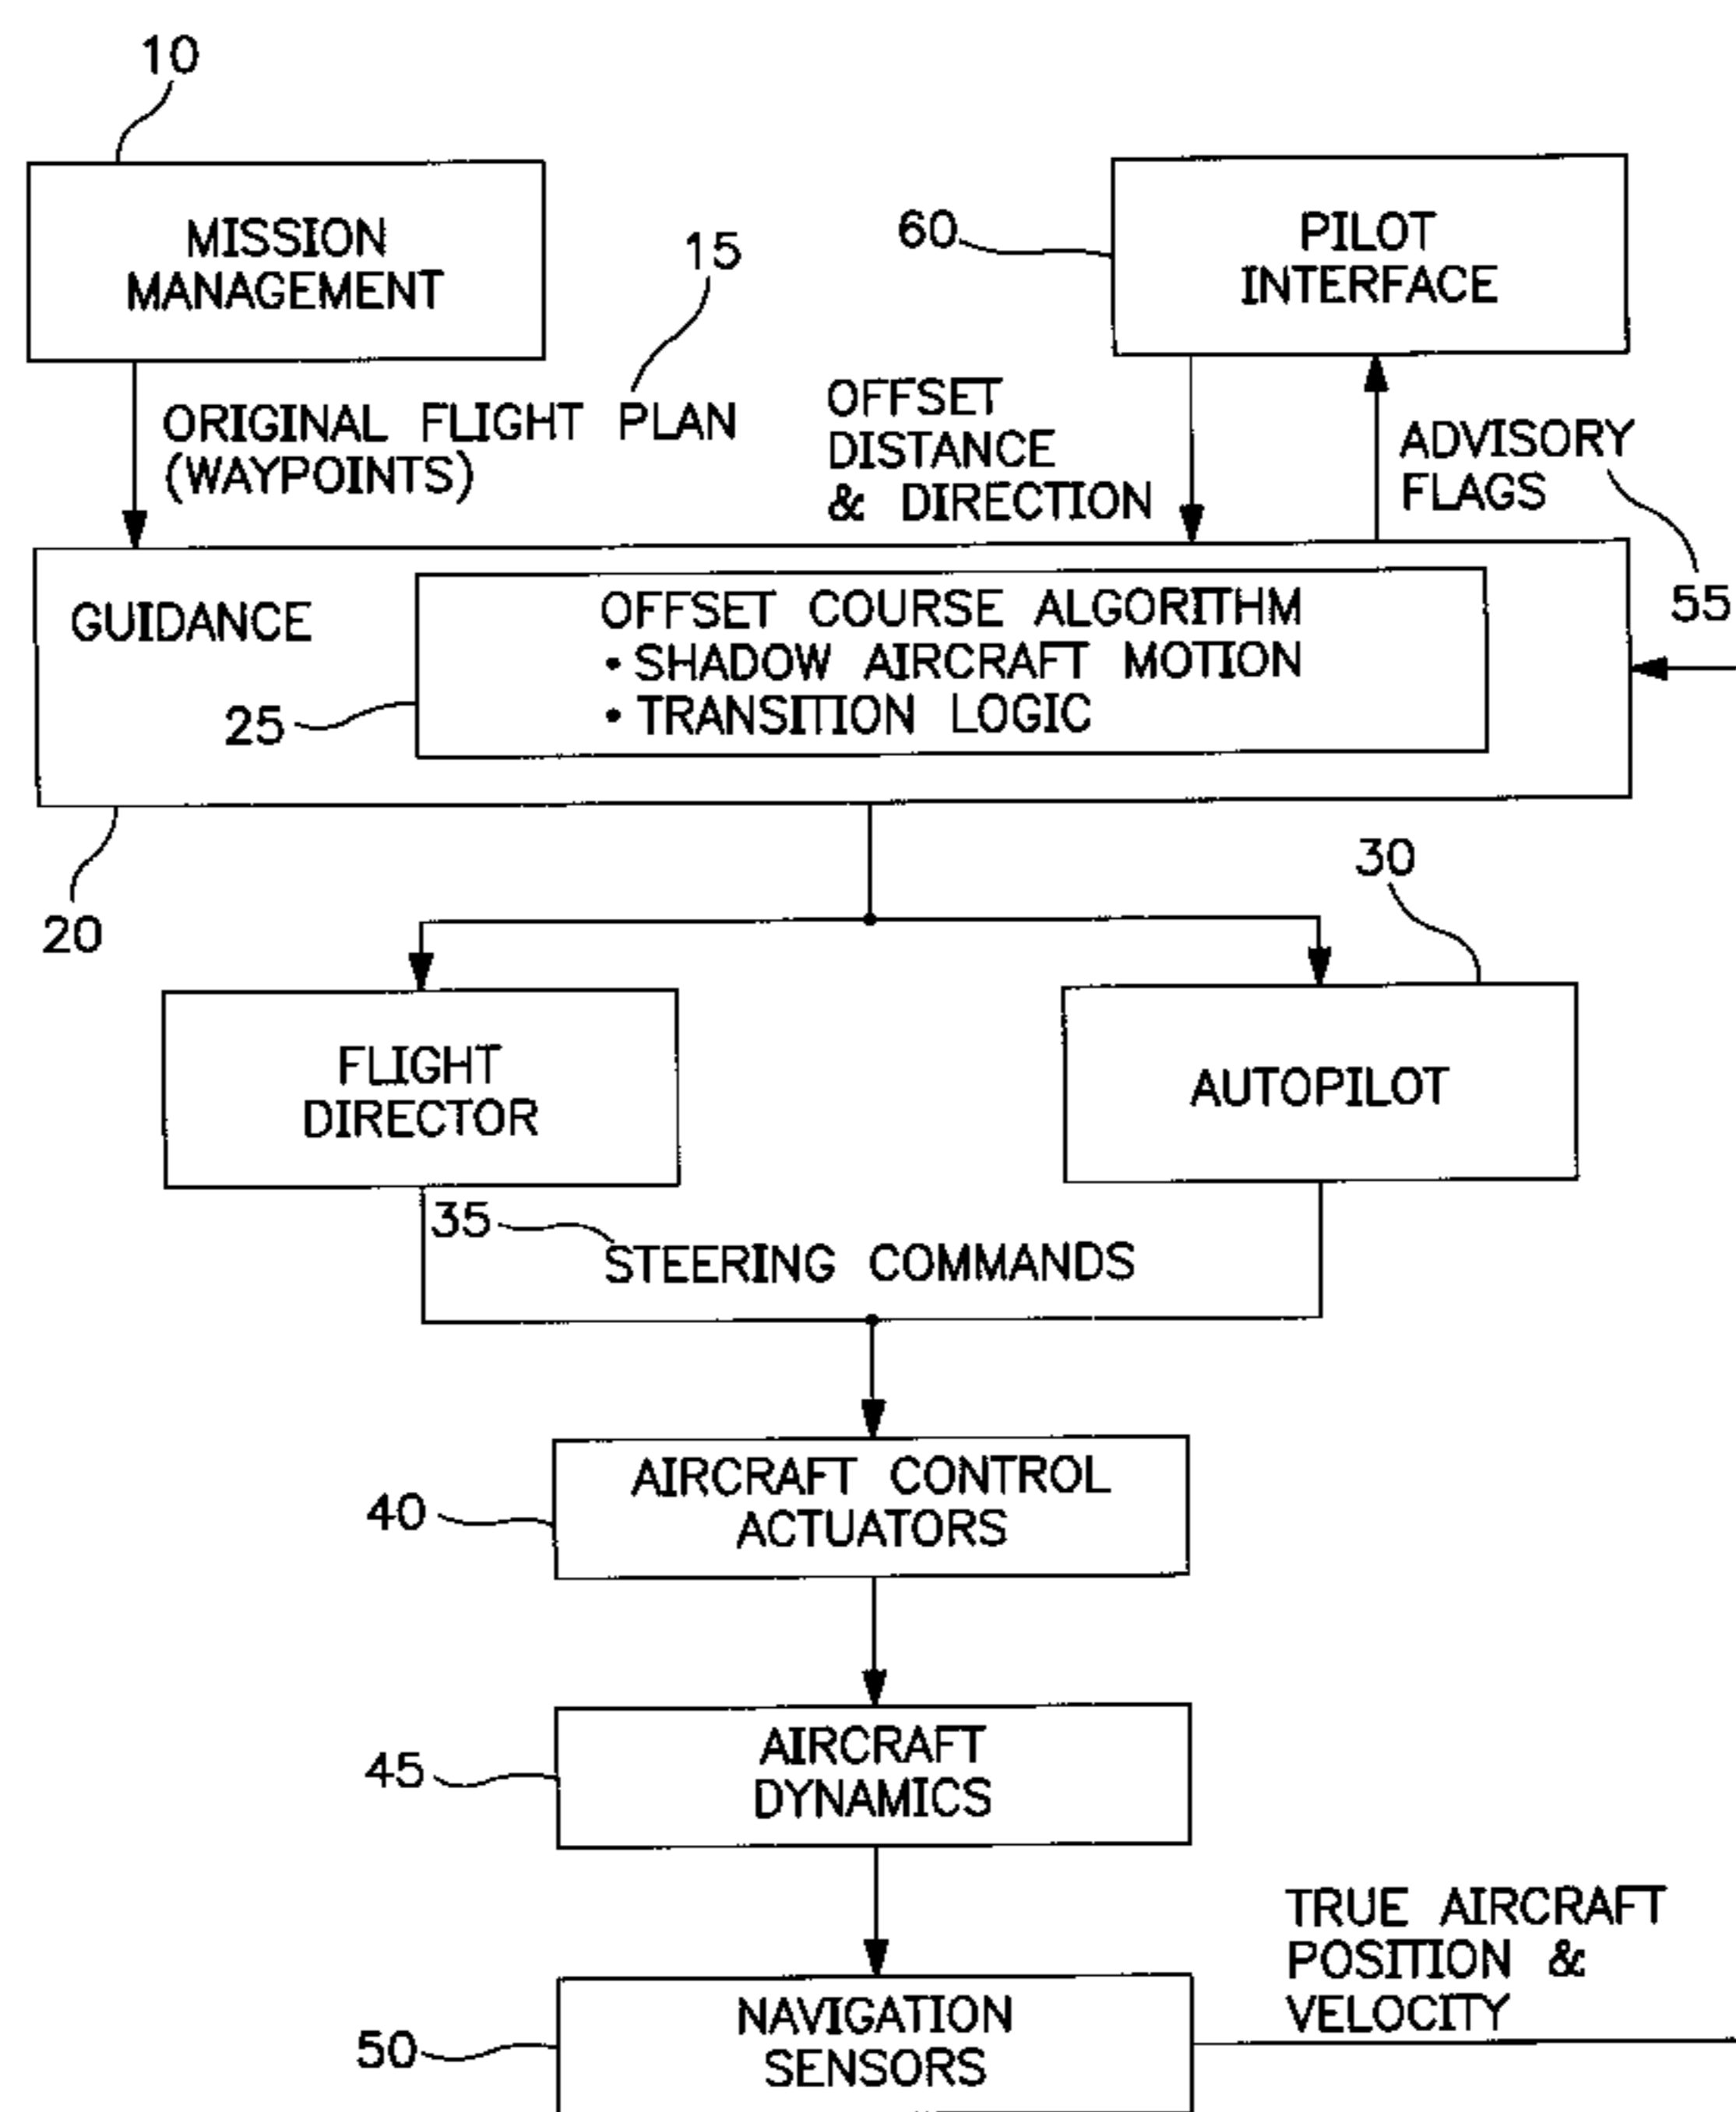 10
MISSION
MANAGEMENT
15
60
PILOT
INTERFACE
ORIGINAL FLIGHT PLAN
(WAYPOINTS)
OFFSET
DISTANCE
& DIRECTION
ADVISORY
FLAGS
55
GUIDANCE
OFFSET COURSE ALGORITHM
• SHADOW AIRCRAFT MOTION
• TRANSITION LOGIC
25
20
30
FLIGHT
DIRECTOR
AUTOPILOT
35
STEERING COMMANDS
AIRCRAFT CONTROL
ACTUATORS
40
AIRCRAFT
DYNAMICS
45
TRUE AIRCRAFT
POSITION &
VELOCITY
NAVIGATION
SENSORS
50